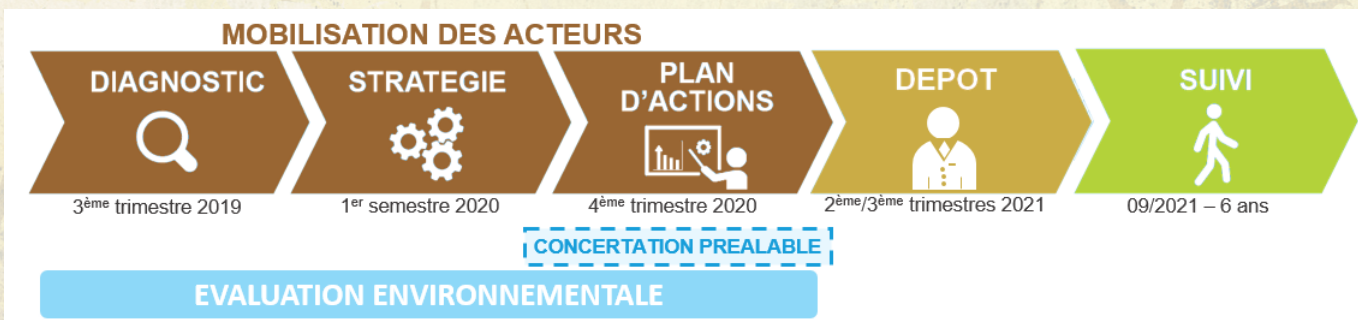 MOBILISATION DES ACTEURS
DIAGNOSTIC
STRATEGIE
PLAN
D'ACTIONS
DEPOT
SUIVI
3ème trimestre 2019
1er semestre 2020
4ème trimestre 2020
2ème/3ème trimestres 2021
09/2021 – 6 ans
CONCERTATION PREALABLE
EVALUATION ENVIRONNEMENTALE